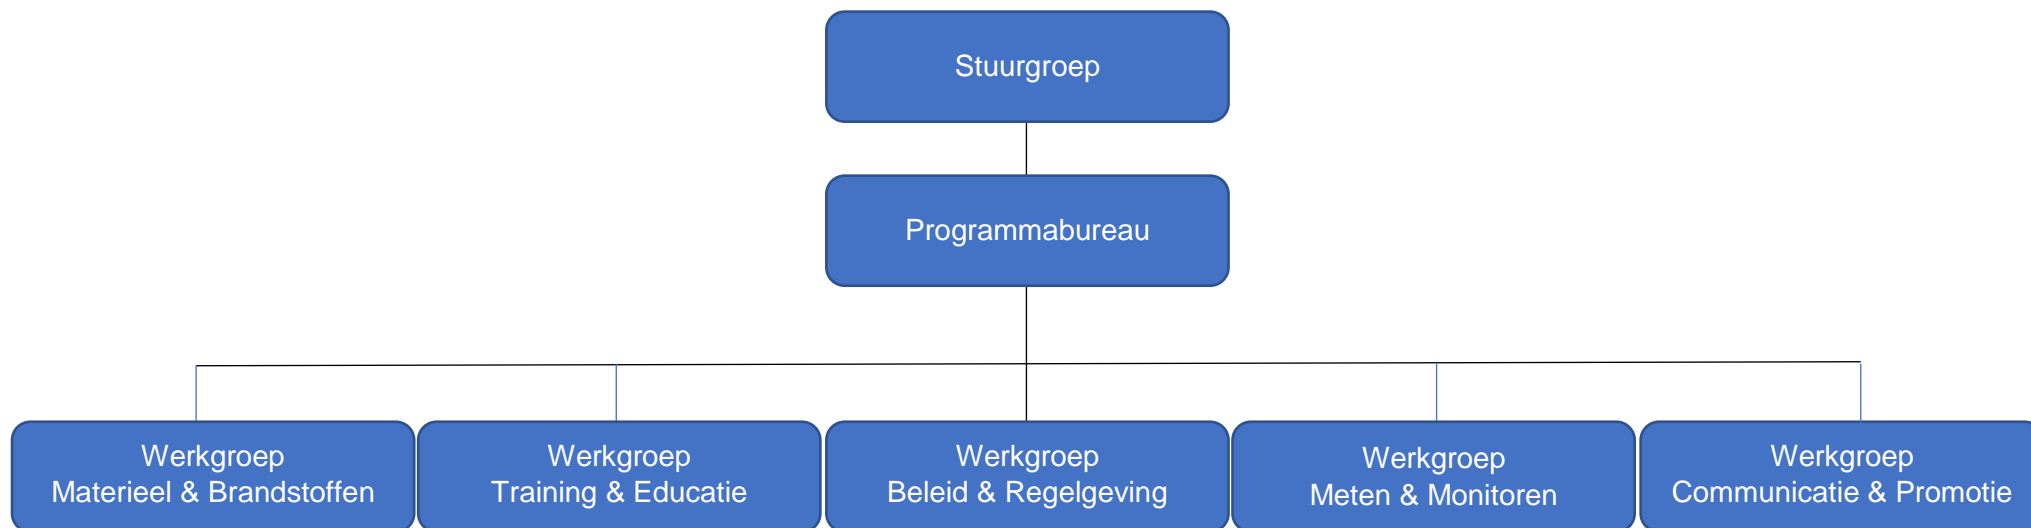 Stuurgroep
Programmabureau
Werkgroep
Materieel & Brandstoffen
Werkgroep
Training & Educatie
Werkgroep
Beleid & Regelgeving
Werkgroep
Meten & Monitoren
Werkgroep
Communicatie & Promotie